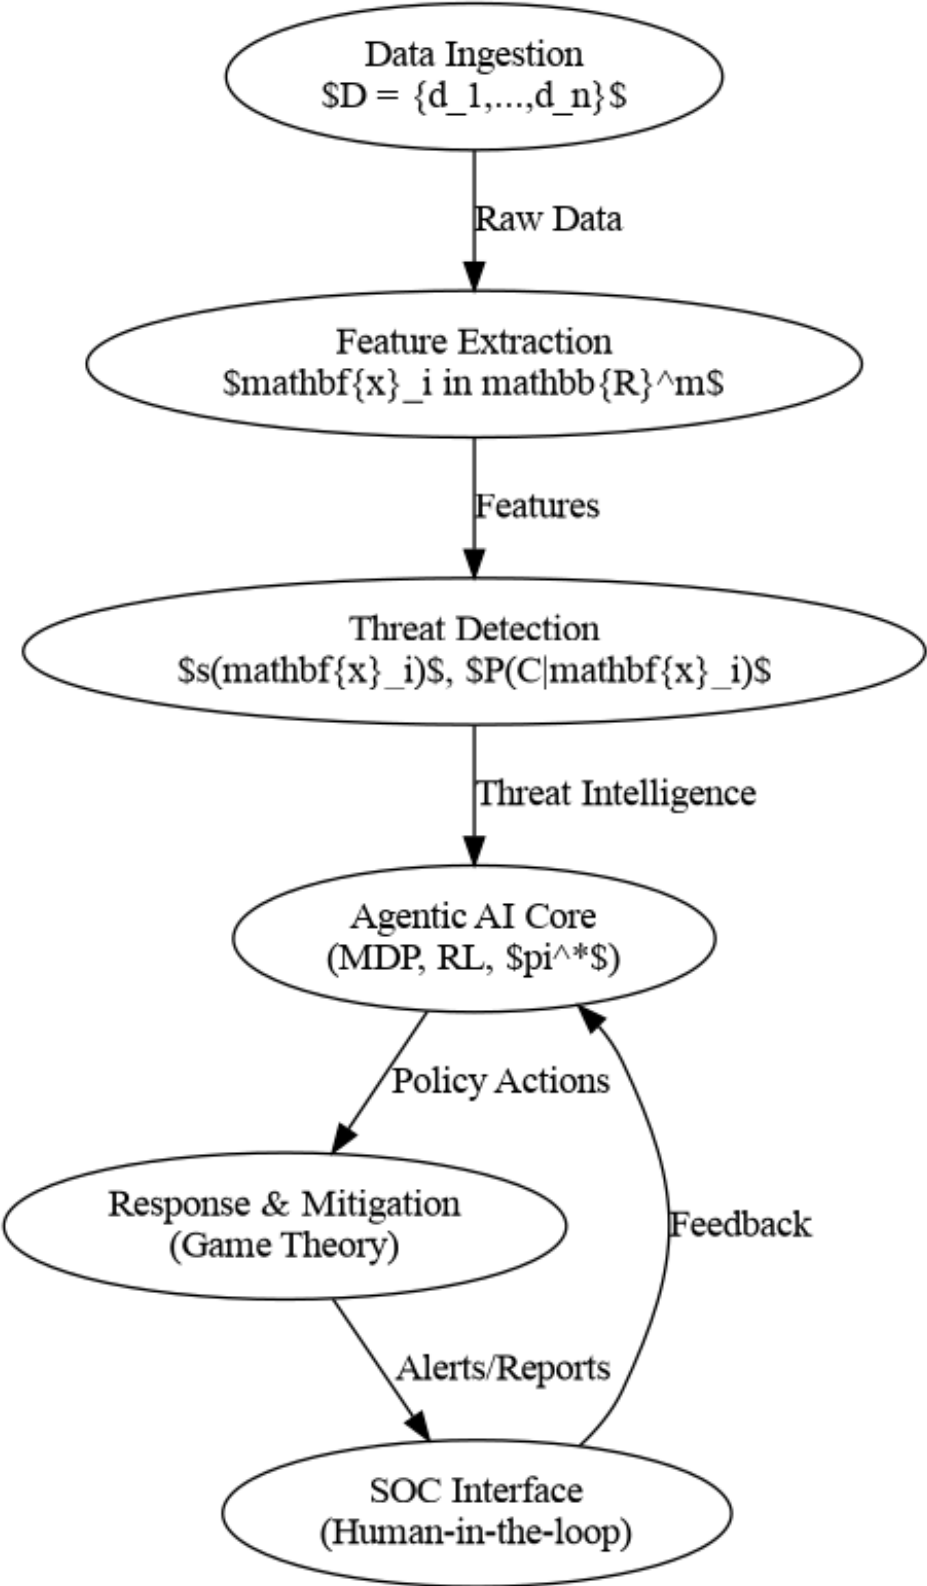 Data Ingestion
$D = {d_1,...,d_n}$
Raw Data
Feature Extraction
$mathbf{x}_i in mathbb{R}^m$
Features
Threat Detection
$s(mathbf{x}_i)$, $P(C|mathbf{x}_i)$
Threat Intelligence
Agentic AI Core
(MDP, RL, $pi^*$)
Policy Actions
Response & Mitigation
(Game Theory)
Feedback
Alerts/Reports
SOC Interface
(Human-in-the-loop)